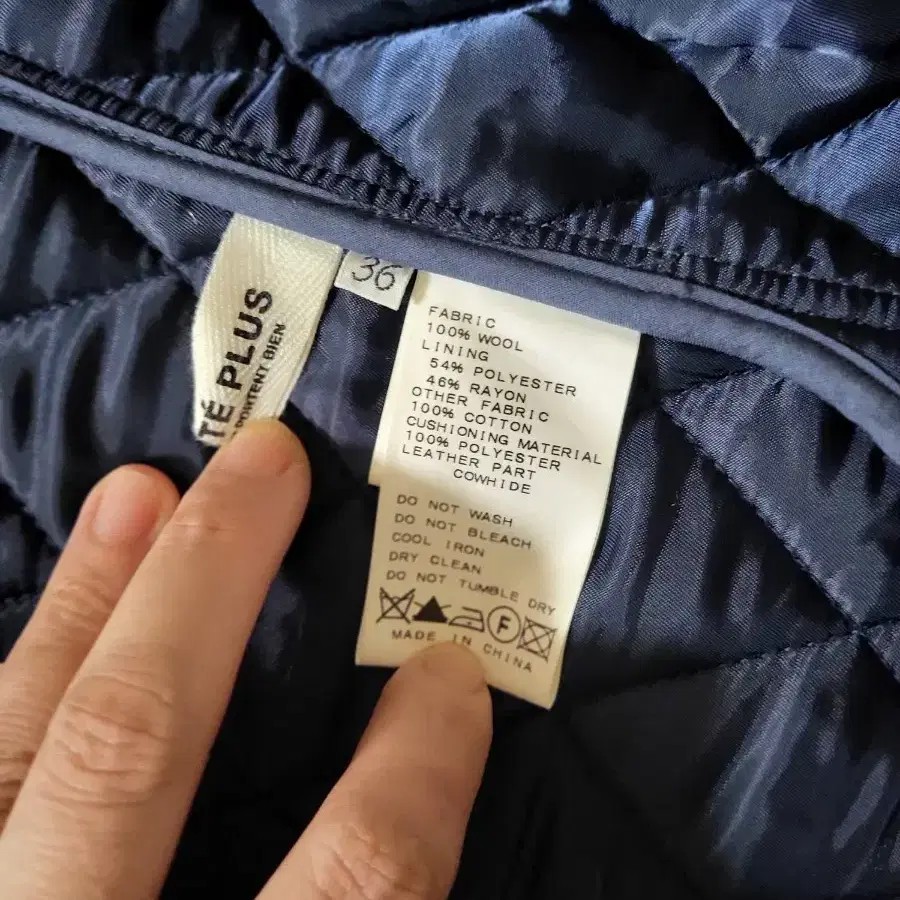 TÉ PLUS
PORTENT BIEN
36
FABRIC
100% WOOL
LINING
54% POLYESTER
46% RAYON
OTHER FABRIC
100% COTTON
CUSHIONING MATERIAL
100% POLYESTER
LEATHER PART
COWHIDE
DO NOT WASH
DO NOT BLEACH
COOL IRON
DRY CLEAN
DO NOT TUMBLE DRY
F
MADE IN CHINA